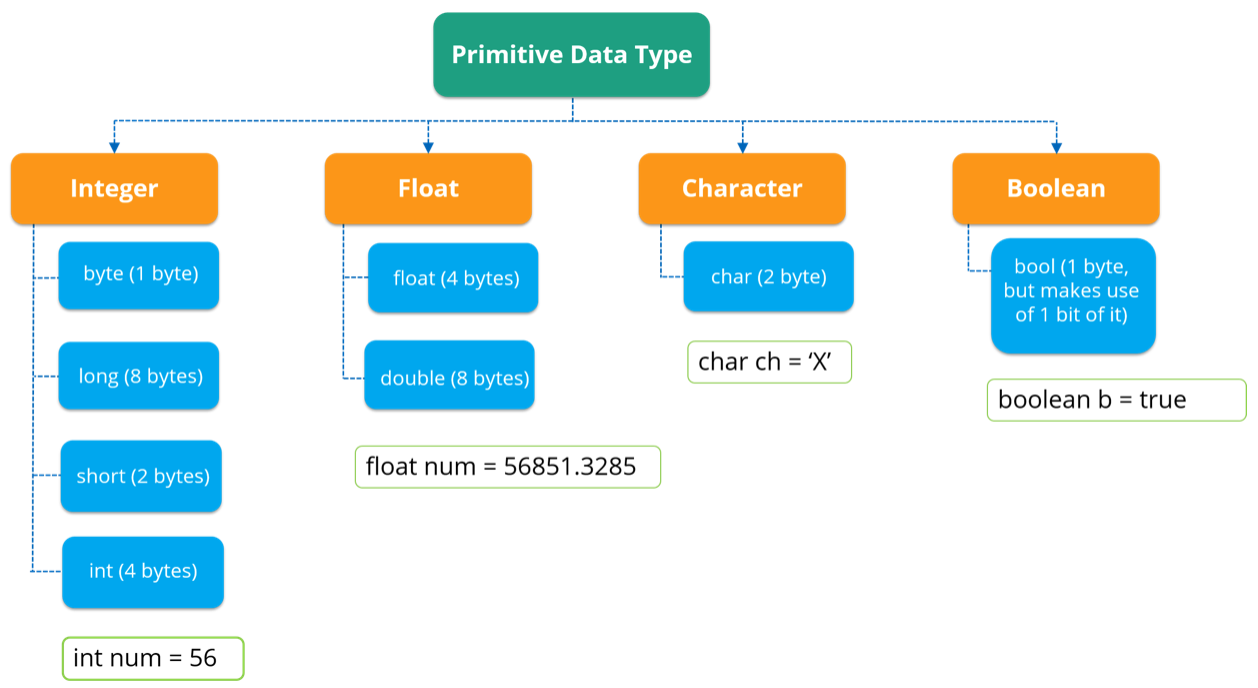 Primitive Data Type
Integer
Float
Character
Boolean
byte (1 byte)
long (8 bytes)
short (2 bytes)
int (4 bytes)
int num = 56
float (4 bytes)
double (8 bytes)
float num = 56851.3285
char (2 byte)
char ch = ‘X’
bool (1 byte,
but makes use
of 1 bit of it)
boolean b = true